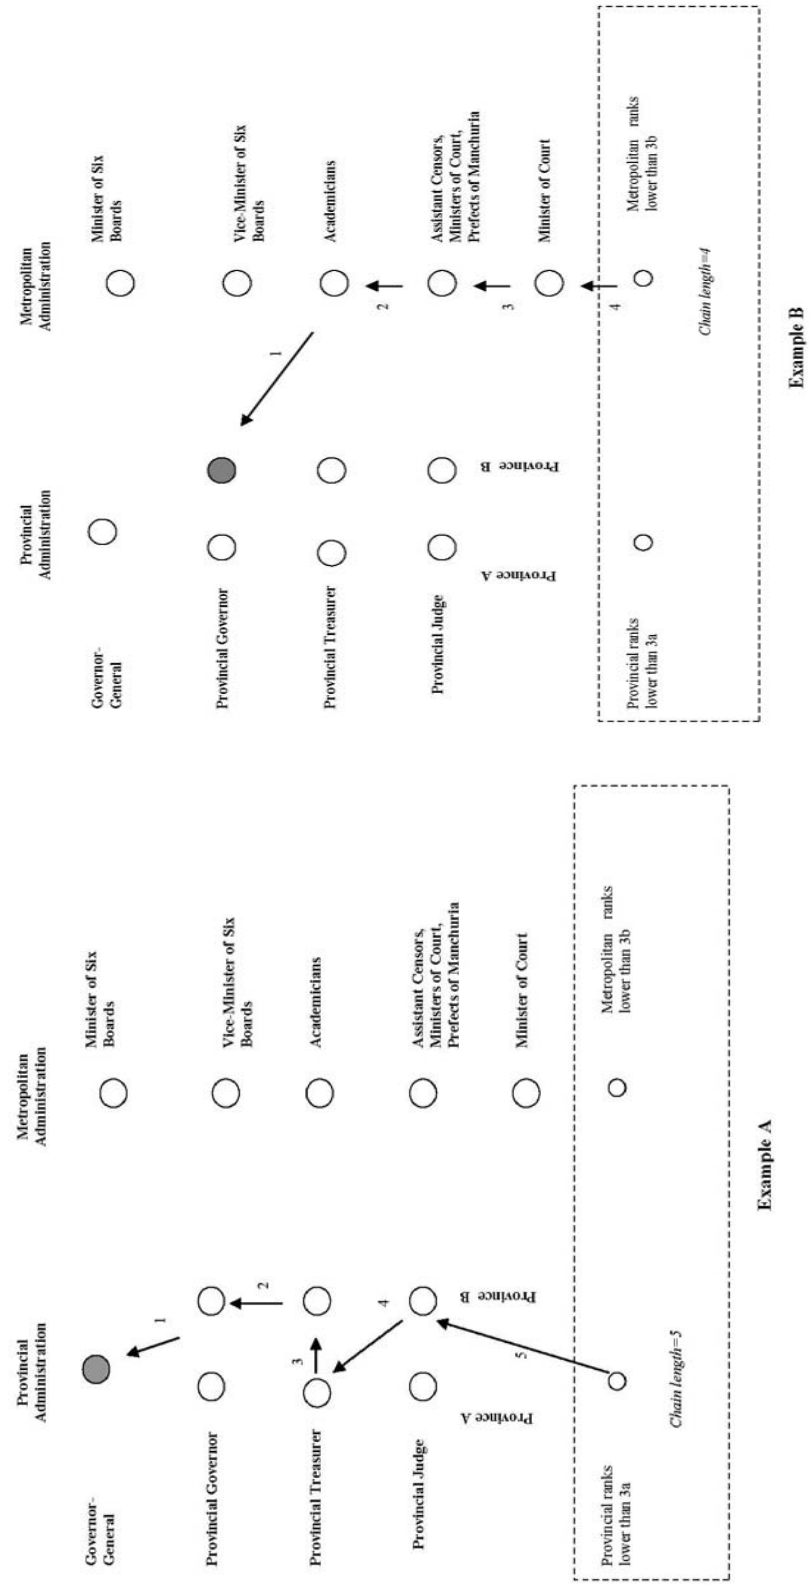 Provincial
Administration
Metropolitan
Administration
Governor-
General
Minister of Six
Boards
1
Provincial Governor
Vice-Minister of Six
Boards
2
Provincial Treasurer
3
Academicians
4
Provincial Judge
Assistant Censors,
Ministers of Court,
Prefects of Manchuria
Province A
Province B
Minister of Court
5
Provincial ranks
lower than 3a
Metropolitan ranks
lower than 3b
Chain length=5
Example A
Provincial
Administration
Metropolitan
Administration
Governor-
General
Minister of Six
Boards
Provincial Governor
Vice-Minister of Six
Boards
1
Provincial Treasurer
Academicians
2
Provincial Judge
Assistant Censors,
Ministers of Court,
Prefects of Manchuria
Province A
Province B
3
Minister of Court
4
Provincial ranks
lower than 3a
Metropolitan ranks
lower than 3b
Chain length=4
Example B